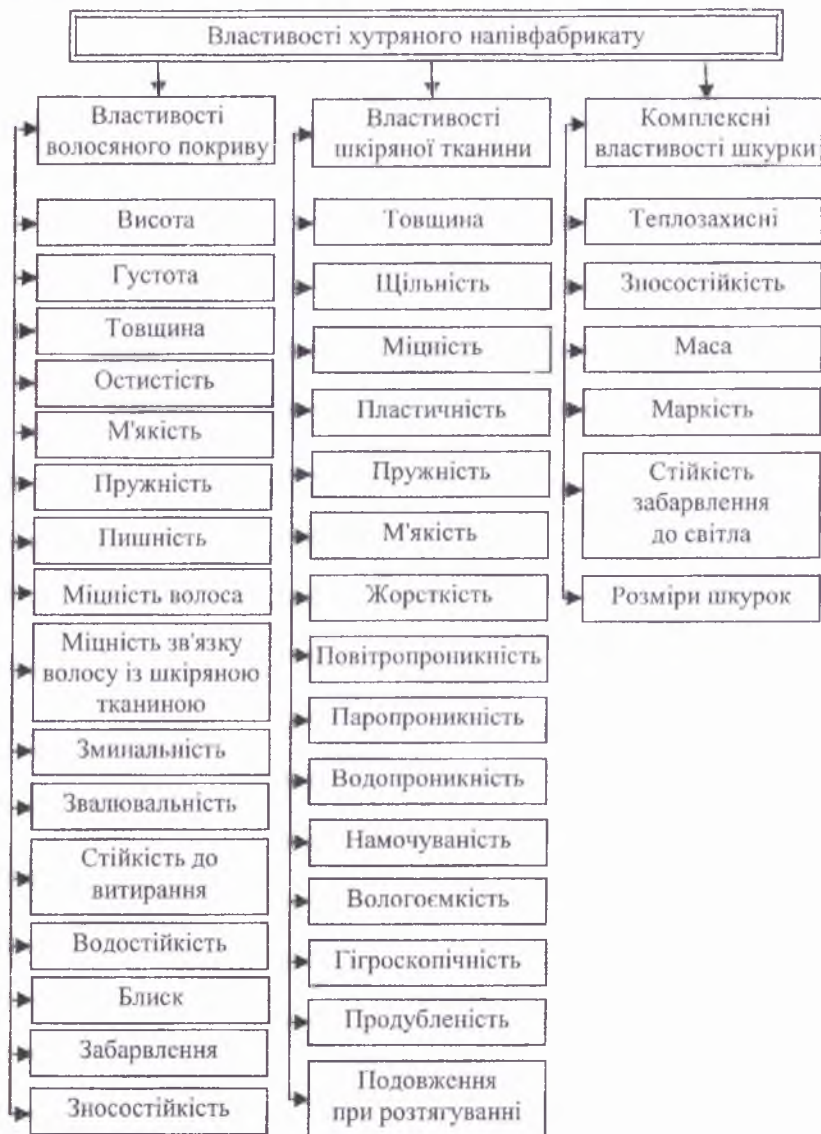 Властивості хутряного напівфабрикату
Властивості
волосяного покриву
Висота
Густота
Товщина
Остистість
М'якість
Пружність
Пишність
Міцність волоса
Міцність зв'язку
волосу із шкіряною
тканиною
Зминальність
Звалювальність
Стійкість до
витирання
Водостійкість
Блиск
Забарвлення
Зносостійкість
Властивості
шкіряної тканини
Товщина
Щільність
Міцність
Пластичність
Пружність
М'якість
Жорсткість
Повітропроникність
Паропроникність
Водопроникність
Намочуваність
Вологоємкість
Гігроскопічність
Продубленість
Подовження
при розтягуванні
Комплексні
властивості шкурки
Теплозахисні
Зносостійкість
Маса
Маркість
Стійкість
забарвлення
до світла
Розміри шкурок